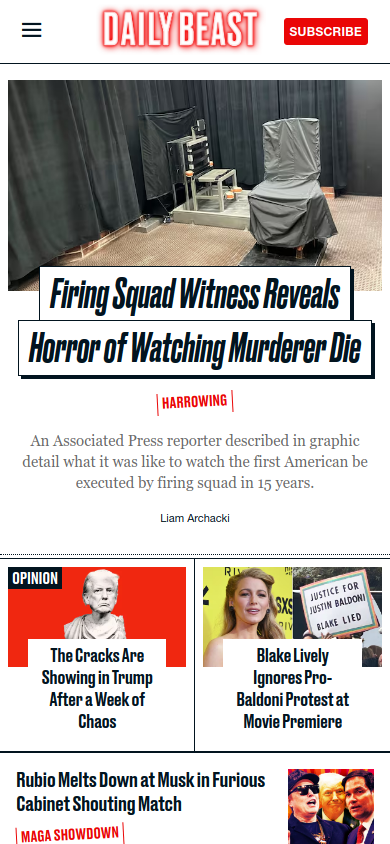 DAILY BEAST
SUBSCRIBE
Firing Squad Witness Reveals
Horror of Watching Murderer Die
HARROWING
An Associated Press reporter described in graphic
detail what it was like to watch the first American be
executed by firing squad in 15 years.
Liam Archacki
OPINION
The Cracks Are
Showing in Trump
After a Week of
Chaos
SXS
JUSTICE FOR
JUSTIN BALDONI
BLAKE LIED
Blake Lively
Ignores Pro-
Baldoni Protest at
Movie Premiere
Rubio Melts Down at Musk in Furious
Cabinet Shouting Match
MAGA SHOWDOWN